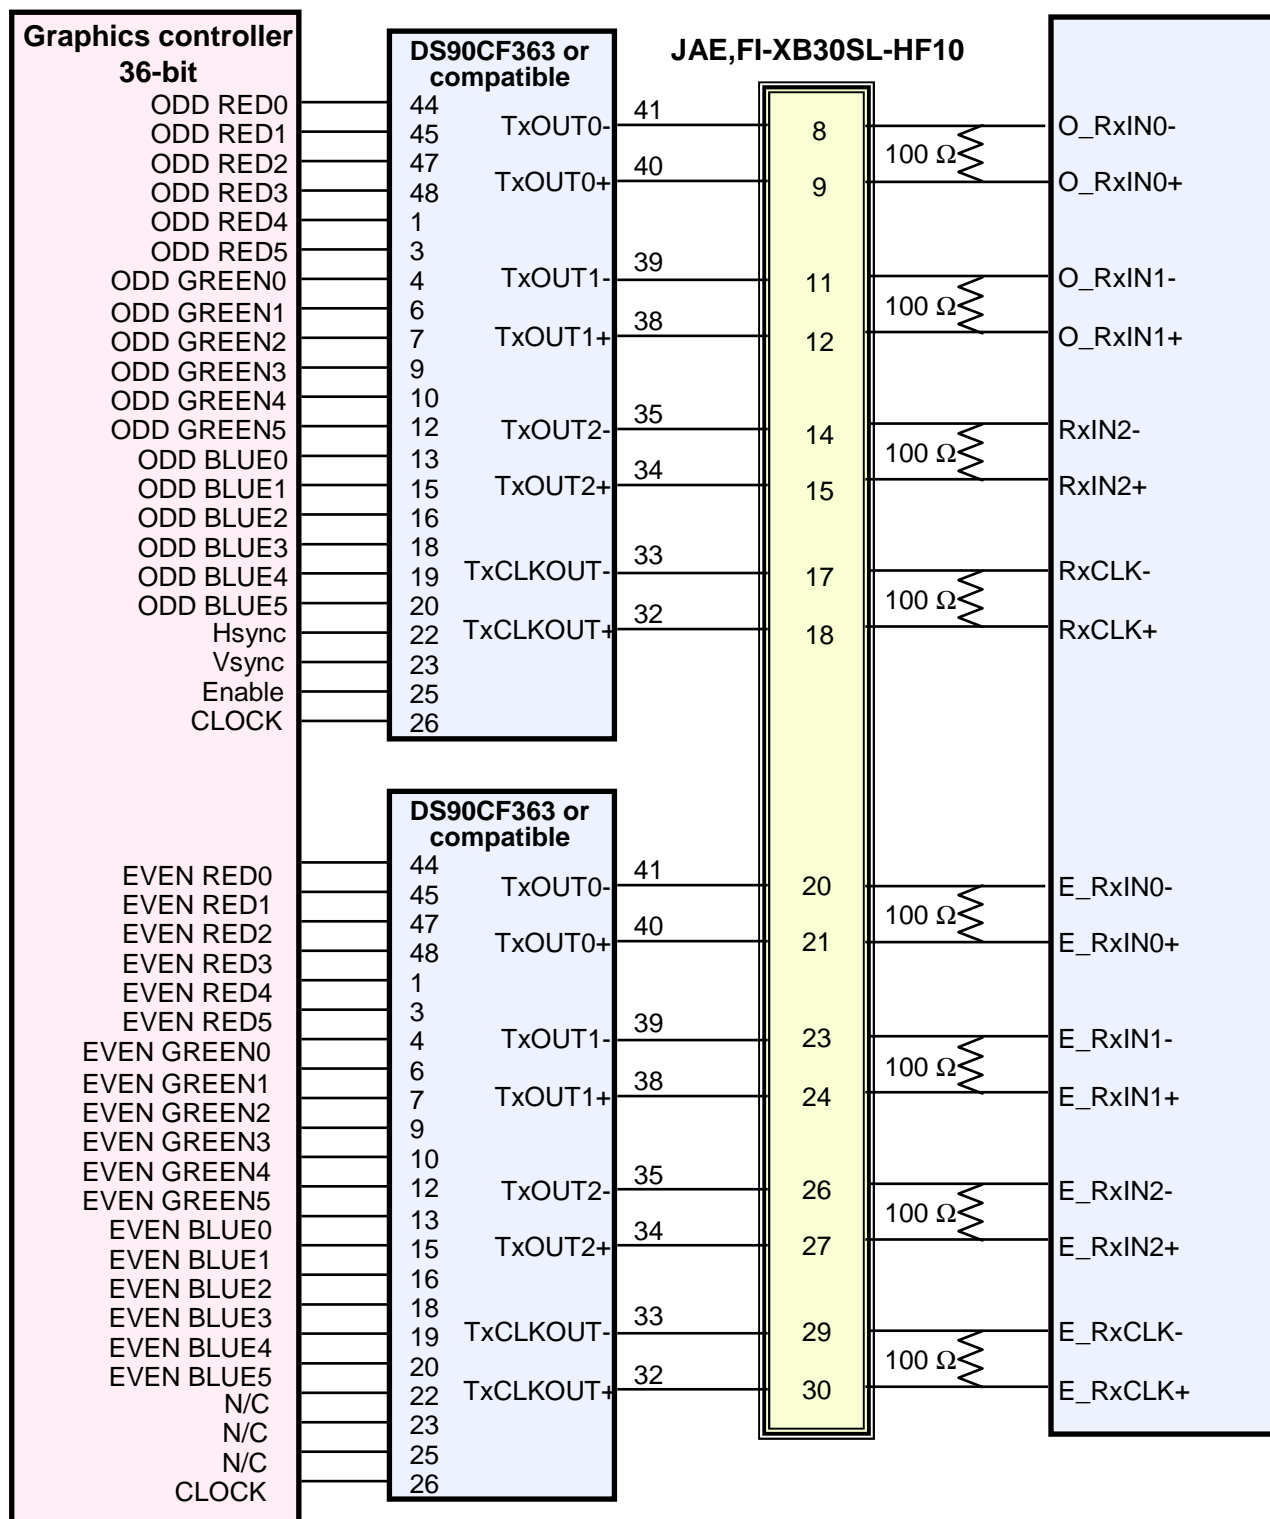 Graphics controller
36-bit
ODD RED0
ODD RED1
ODD RED2
ODD RED3
ODD RED4
ODD RED5
ODD GREEN0
ODD GREEN1
ODD GREEN2
ODD GREEN3
ODD GREEN4
ODD GREEN5
ODD BLUE0
ODD BLUE1
ODD BLUE2
ODD BLUE3
ODD BLUE4
ODD BLUE5
Hsync
Vsync
Enable
CLOCK
EVEN RED0
EVEN RED1
EVEN RED2
EVEN RED3
EVEN RED4
EVEN RED5
EVEN GREEN0
EVEN GREEN1
EVEN GREEN2
EVEN GREEN3
EVEN GREEN4
EVEN GREEN5
EVEN BLUE0
EVEN BLUE1
EVEN BLUE2
EVEN BLUE3
EVEN BLUE4
EVEN BLUE5
N/C
N/C
N/C
CLOCK
DS90CF363 or
compatible
44
45
47
48
1
3
4
6
7
9
10
12
13
15
16
18
19
20
22
23
25
26
TxOUT0-
TxOUT0+
TxOUT1-
TxOUT1+
TxOUT2-
TxOUT2+
TxCLKOUT-
TxCLKOUT+
41
40
39
38
35
34
33
32
DS90CF363 or
compatible
44
45
47
48
1
3
4
6
7
9
10
12
13
15
16
18
19
20
22
23
25
26
TxOUT0-
TxOUT0+
TxOUT1-
TxOUT1+
TxOUT2-
TxOUT2+
TxCLKOUT-
TxCLKOUT+
41
40
39
38
35
34
33
32
JAE,FI-XB30SL-HF10
8
9
11
12
14
15
17
18
20
21
23
24
26
27
29
30
100 Ω
100 Ω
100 Ω
100 Ω
100 Ω
100 Ω
100 Ω
100 Ω
O_RxIN0-
O_RxIN0+
O_RxIN1-
O_RxIN1+
RxIN2-
RxIN2+
RxCLK-
RxCLK+
E_RxIN0-
E_RxIN0+
E_RxIN1-
E_RxIN1+
E_RxIN2-
E_RxIN2+
E_RxCLK-
E_RxCLK+